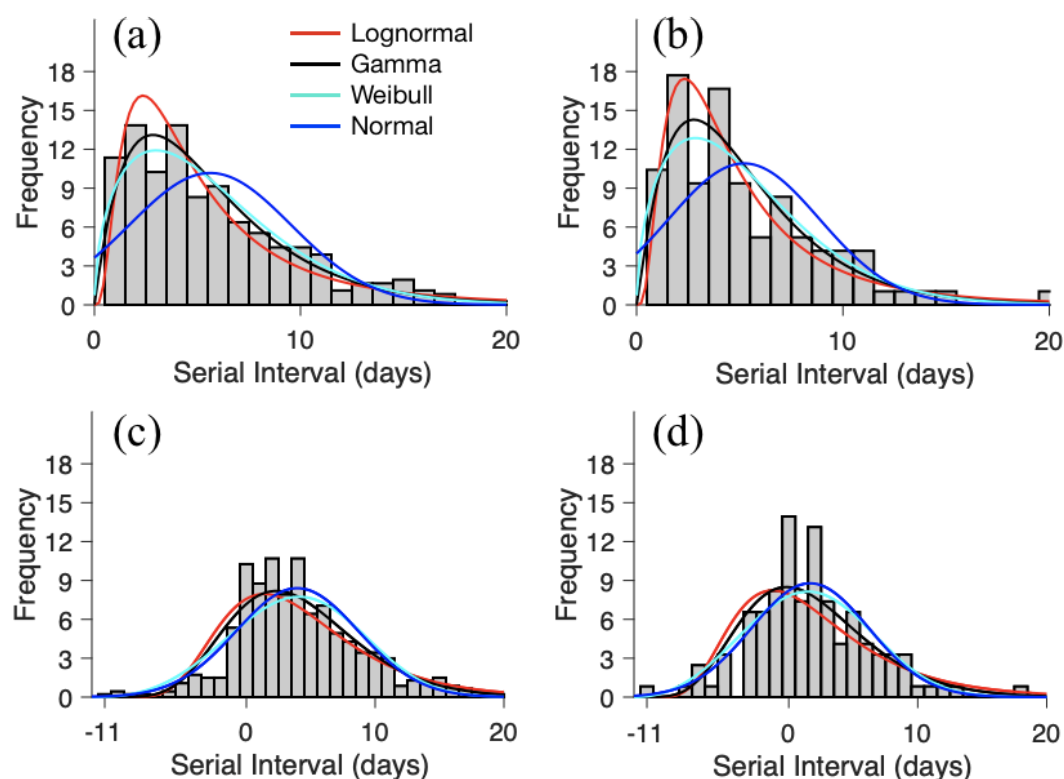 (a)
Lognormal
Gamma
Weibull
Normal
18
15
12
9
6
3
0
Frequency
0 10 20
Serial Interval (days)
(b)
18
15
12
9
6
3
0
Frequency
0 10 20
Serial Interval (days)
(c)
18
15
12
9
6
3
0
Frequency
-11 0 10 20
Serial Interval (days)
(d)
18
15
12
9
6
3
0
Frequency
-11 0 10 20
Serial Interval (days)